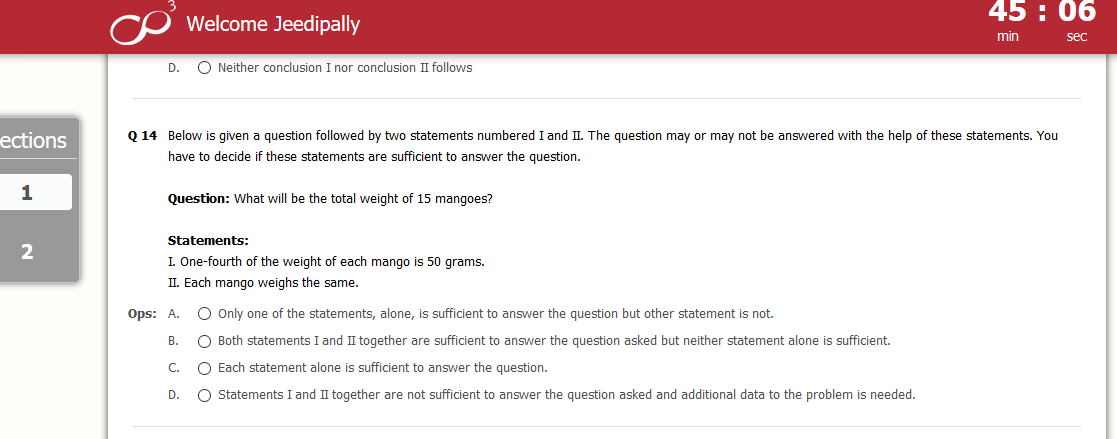 3
Welcome Jeedipally
45 : 06
min sec
D. Neither conclusion I nor conclusion II follows
ections
1
2
Q 14 Below is given a question followed by two statements numbered I and II. The question may or may not be answered with the help of these statements. You
have to decide if these statements are sufficient to answer the question.
Question: What will be the total weight of 15 mangoes?
Statements:
I. One-fourth of the weight of each mango is 50 grams.
II. Each mango weighs the same.
Ops: A. Only one of the statements, alone, is sufficient to answer the question but other statement is not.
B. Both statements I and II together are sufficient to answer the question asked but neither statement alone is sufficient.
C. Each statement alone is sufficient to answer the question.
D. Statements I and II together are not sufficient to answer the question asked and additional data to the problem is needed.